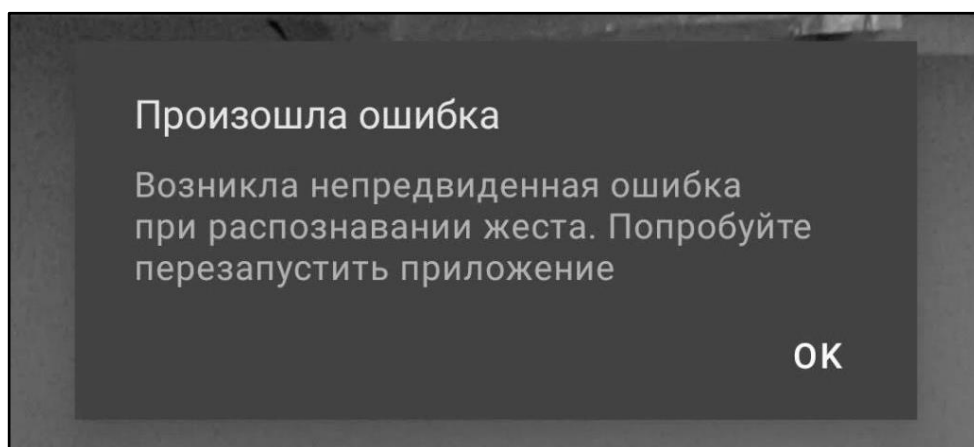 Произошла ошибка
Возникла непредвиденная ошибка
при распознавании жеста. Попробуйте
перезапустить приложение
OK